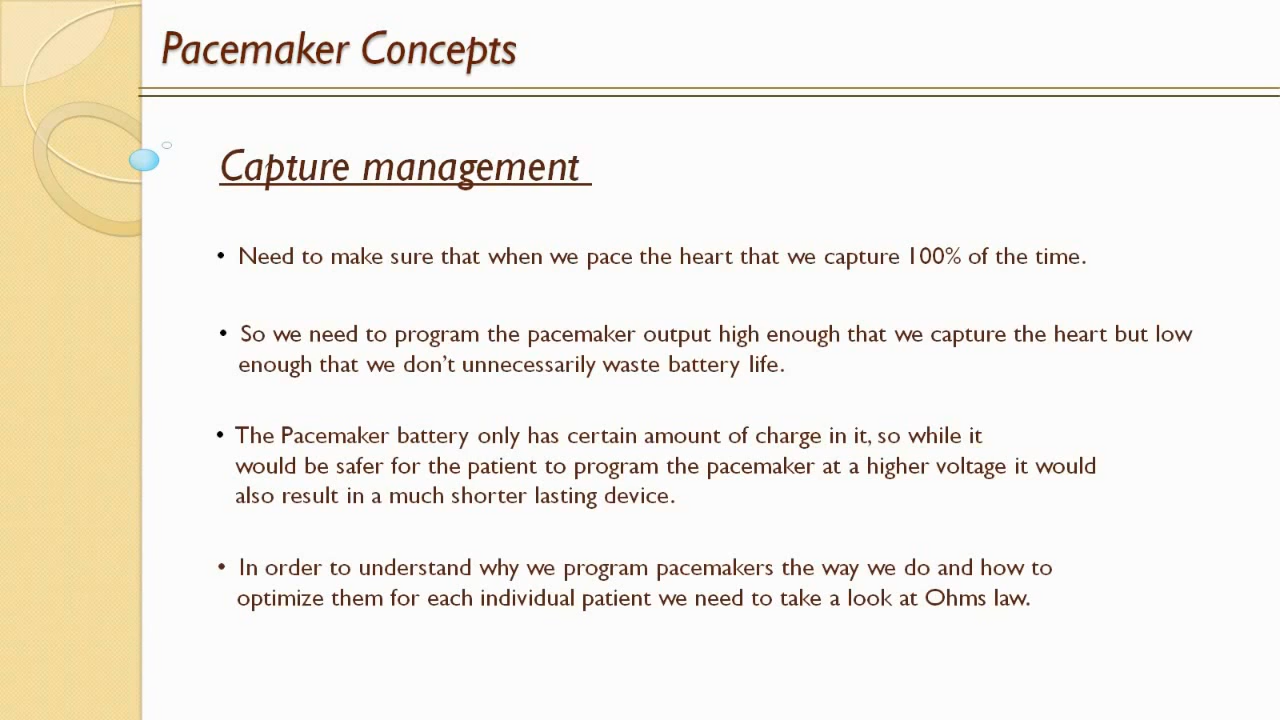 Pacemaker Concepts
Capture management
• Need to make sure that when we pace the heart that we capture 100% of the time.
• So we need to program the pacemaker output high enough that we capture the heart but low
enough that we don't unnecessarily waste battery life.
• The Pacemaker battery only has certain amount of charge in it, so while it
would be safer for the patient to program the pacemaker at a higher voltage it would
also result in a much shorter lasting device.
• In order to understand why we program pacemakers the way we do and how to
optimize them for each individual patient we need to take a look at Ohms law.